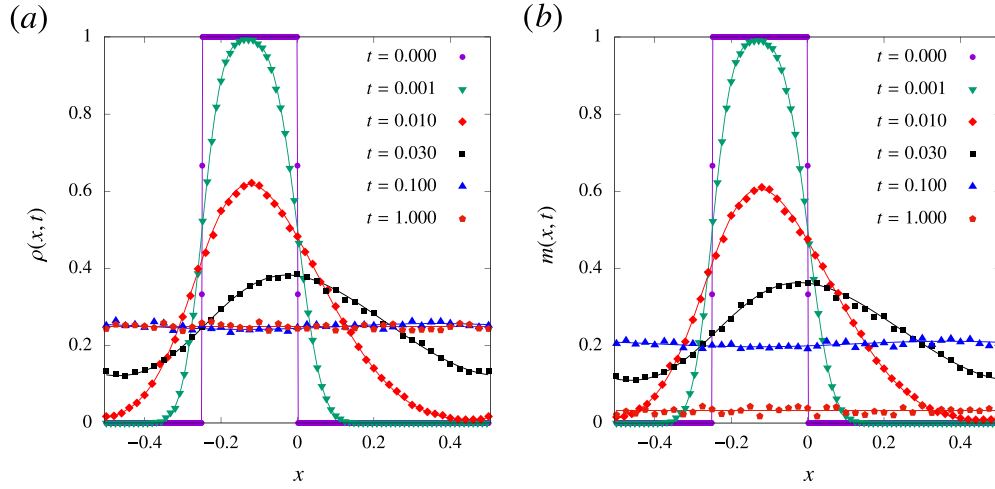 (a)
ρ(x, t)
1
0.8
0.6
0.4
0.2
0
−0.4
−0.2
0
0.2
0.4
x
t = 0.000
t = 0.001
t = 0.010
t = 0.030
t = 0.100
t = 1.000
(b)
m(x, t)
1
0.8
0.6
0.4
0.2
0
−0.4
−0.2
0
0.2
0.4
x
t = 0.000
t = 0.001
t = 0.010
t = 0.030
t = 0.100
t = 1.000